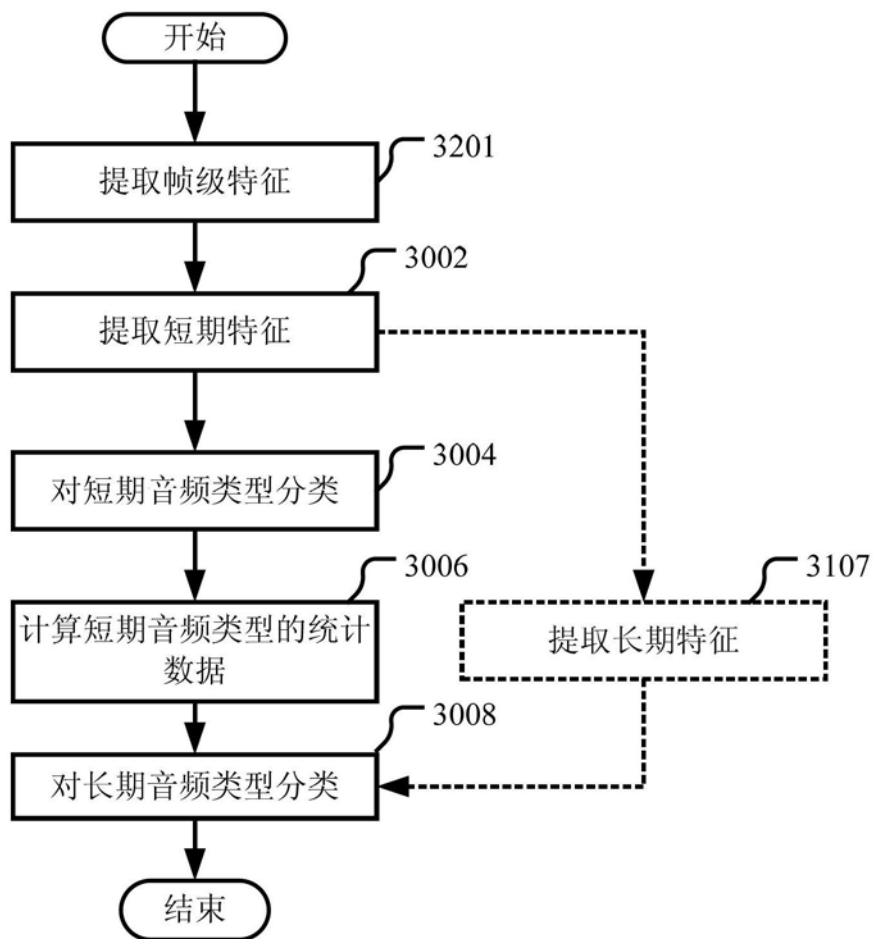 开始
3201
提取帧级特征
3002
提取短期特征
3004
对短期音频类型分类
3006
计算短期音频类型的统计
数据
3107
提取长期特征
3008
对长期音频类型分类
结束